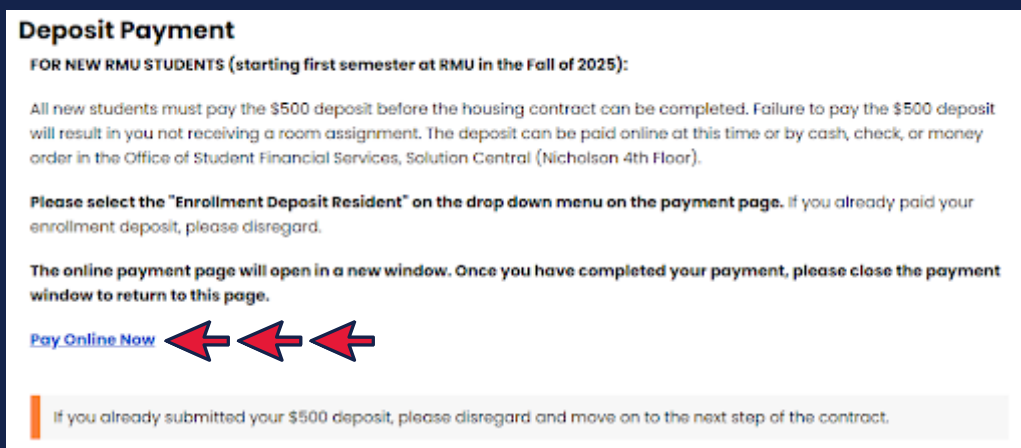 Deposit Payment
FOR NEW RMU STUDENTS (starting first semester at RMU in the Fall of 2025):
All new students must pay the $500 deposit before the housing contract can be completed. Failure to pay the $500 deposit
will result in you not receiving a room assignment. The deposit can be paid online at this time or by cash, check, or money
order in the Office of Student Financial Services, Solution Central (Nicholson 4th Floor).
Please select the "Enrollment Deposit Resident" on the drop down menu on the payment page. If you already paid your
enrollment deposit, please disregard.
The online payment page will open in a new window. Once you have completed your payment, please close the payment
window to return to this page.
Pay Online Now
If you already submitted your $500 deposit, please disregard and move on to the next step of the contract.